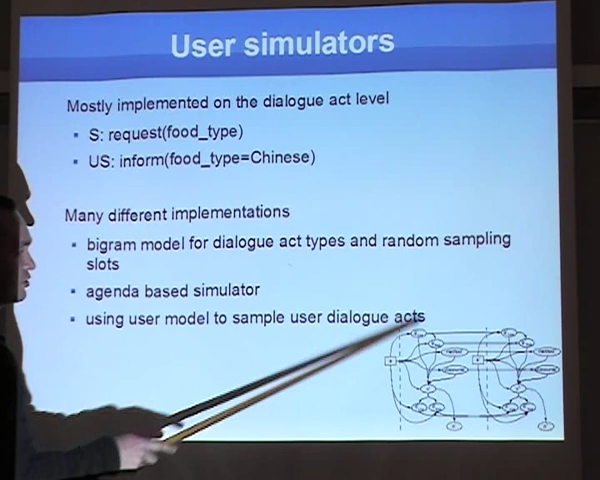 User simulators
Mostly implemented on the dialogue act level
S: request(food_type)
US: inform(food_type=Chinese)
Many different implementations
bigram model for dialogue act types and random sampling
slots
agenda based simulator
using user model to sample user dialogue acts